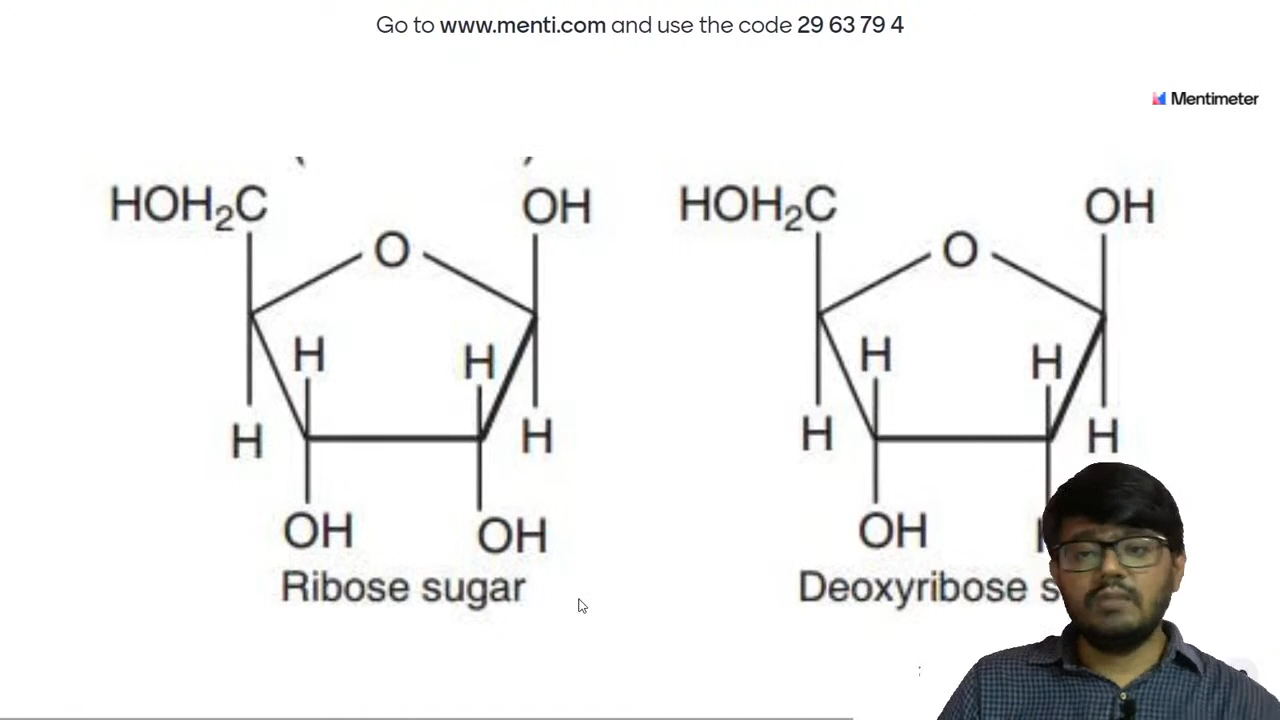 Go to www.menti.com and use the code 29 63 79 4
Mentimeter
HOH₂C
OH
O
H
H
H
H
OH
OH
Ribose sugar
HOH₂C
OH
O
H
H
H
H
OH
Deoxyribose